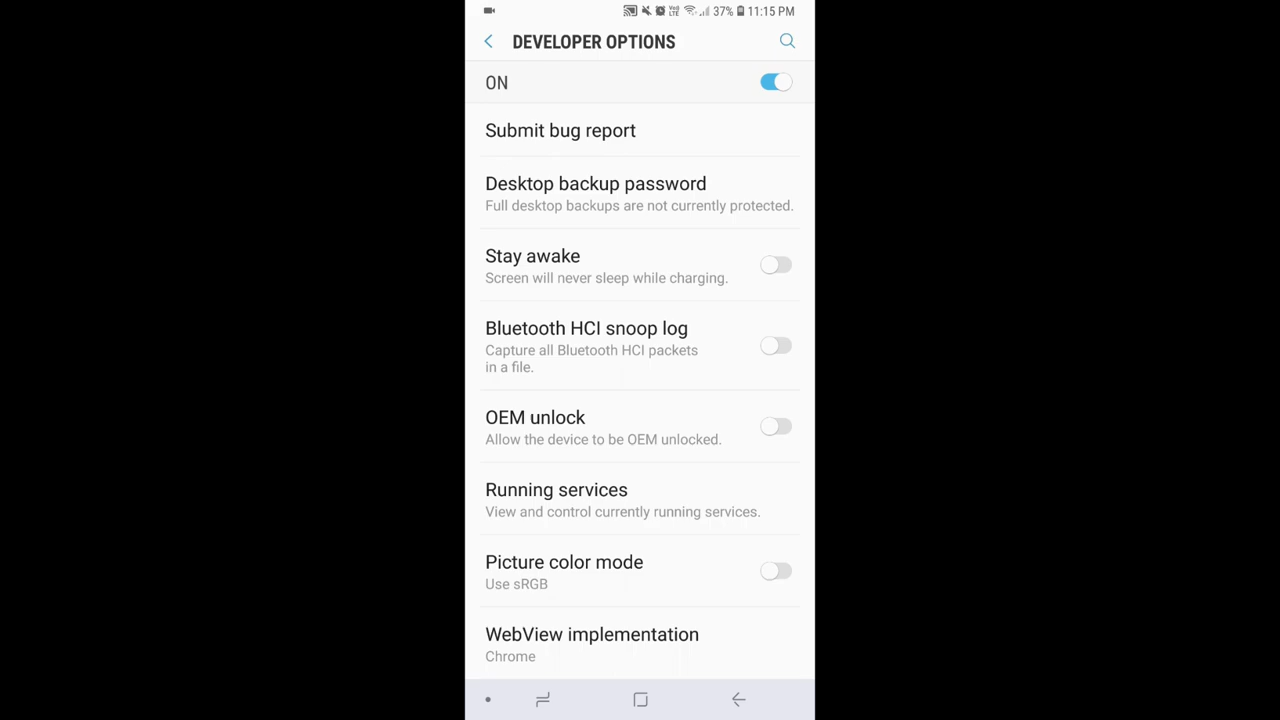 VoD LTE 37% 11:15 PM
DEVELOPER OPTIONS
ON
Submit bug report
Desktop backup password
Full desktop backups are not currently protected.
Stay awake
Screen will never sleep while charging.
Bluetooth HCI snoop log
Capture all Bluetooth HCI packets
in a file.
OEM unlock
Allow the device to be OEM unlocked.
Running services
View and control currently running services.
Picture color mode
Use sRGB
WebView implementation
Chrome